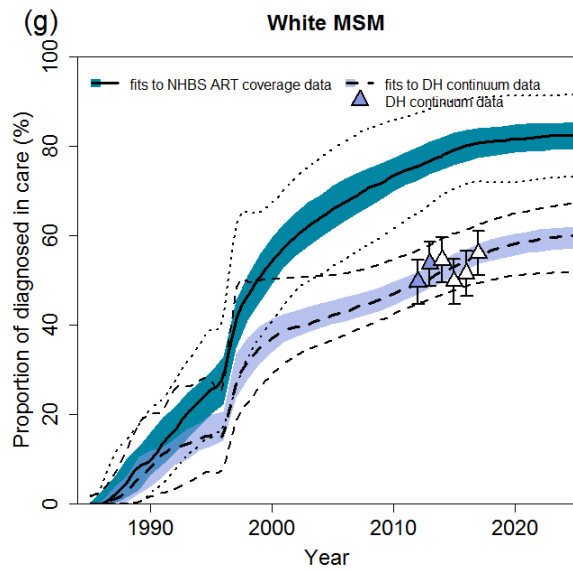 (g)
White MSM
fits to NHBS ART coverage data
fits to DH continuum data
DH continuum data
Proportion of diagnosed in care (%)
100
80
60
40
20
0
1990 2000 2010 2020
Year